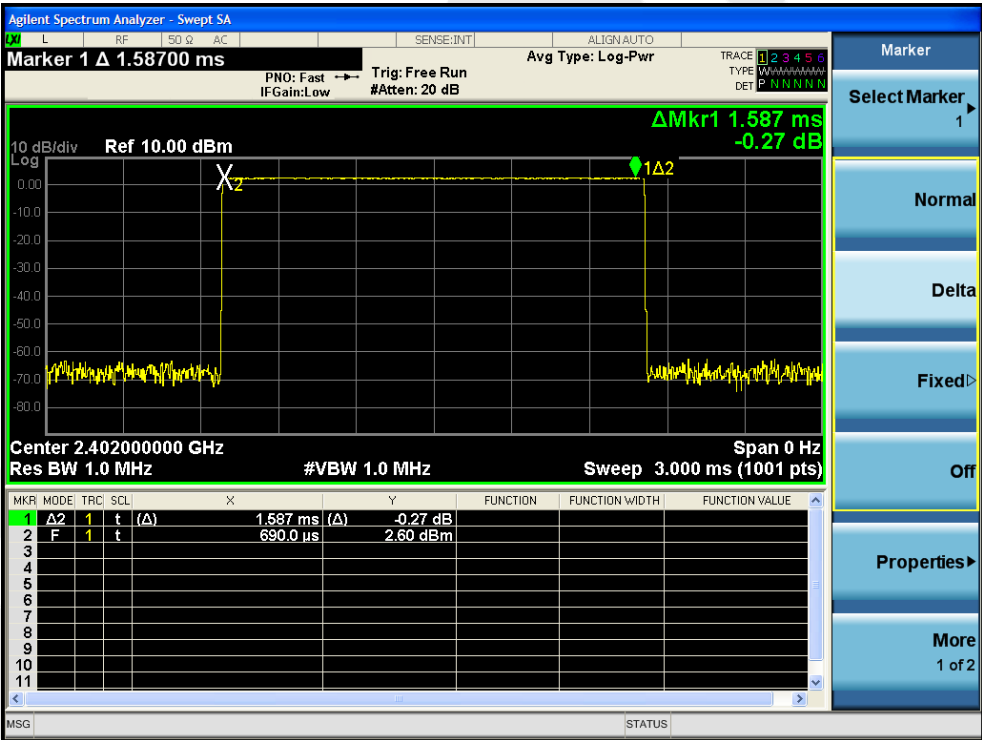 Agilent Spectrum Analyzer - Swept SA
LXI L RF 50 Ω AC SENSE:INT ALIGN AUTO
Marker 1 Δ 1.58700 ms
PNO: Fast
IFGain:Low
Trig: Free Run
#Atten: 20 dB
Avg Type: Log-Pwr
TRACE 1 2 3 4 5 6
TYPE WWWWWW
DET P N N N N N
ΔMkr1 1.587 ms
-0.27 dB
10 dB/div Ref 10.00 dBm
Log
0.00
-10.0
-20.0
-30.0
-40.0
-50.0
-60.0
-70.0
-80.0
X2
1Δ2
Center 2.402000000 GHz Span 0 Hz
Res BW 1.0 MHz #VBW 1.0 MHz Sweep 3.000 ms (1001 pts)
MKR MODE TRC SCL X Y FUNCTION FUNCTION WIDTH FUNCTION VALUE
1 Δ2 1 t (Δ) 1.587 ms (Δ) -0.27 dB
2 F 1 t 690.0 µs 2.60 dBm
3
4
5
6
7
8
9
10
11
MSG STATUS
Marker
Select Marker
1
Normal
Delta
Fixed
Off
Properties
More
1 of 2